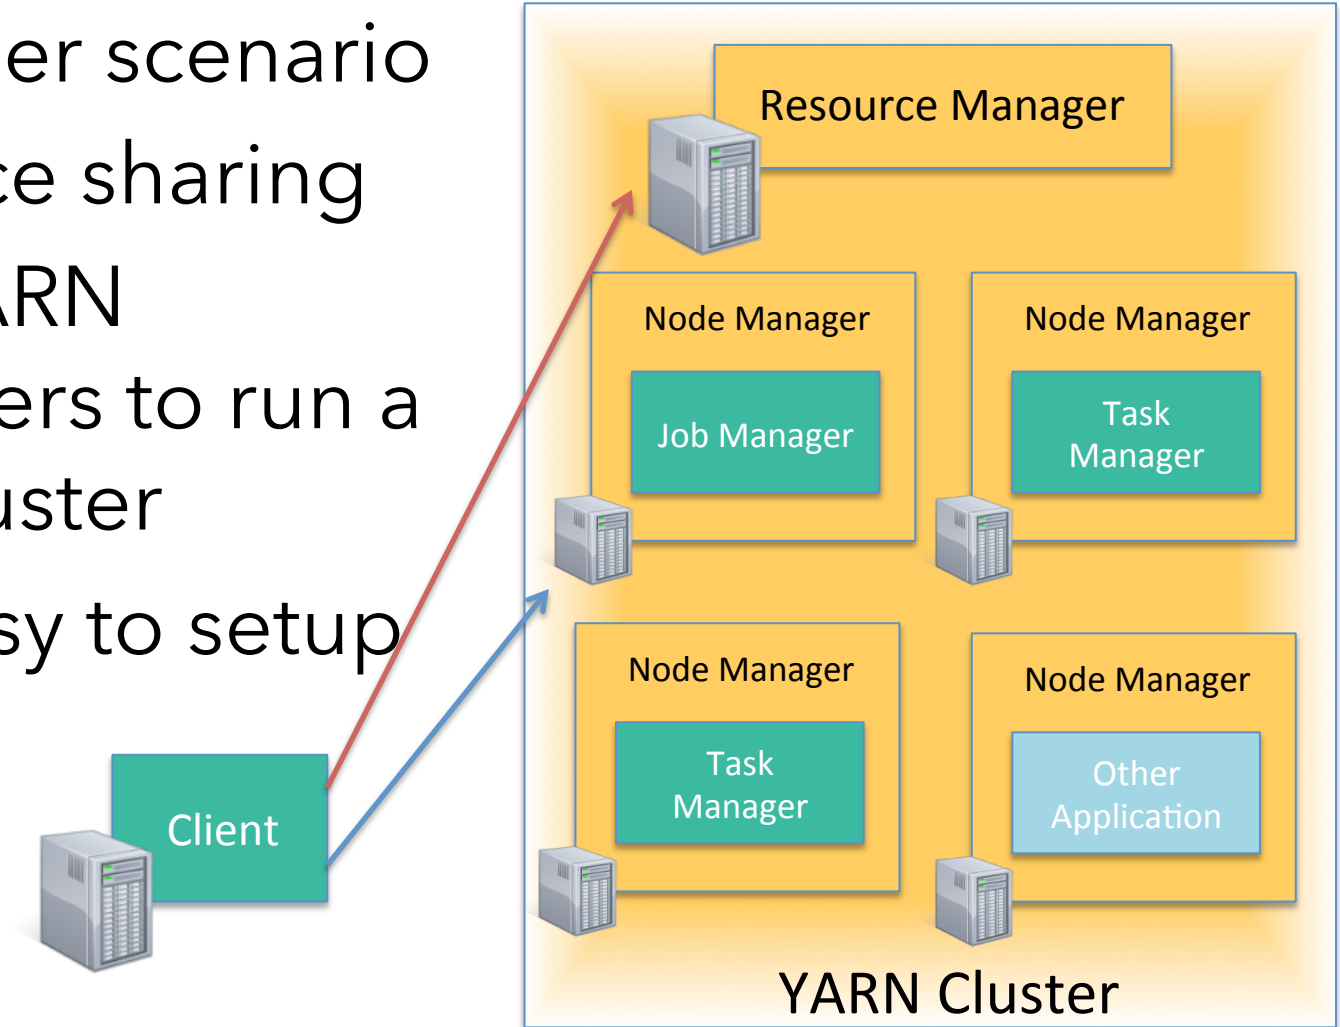 er scenario
ce sharing
ARN
ers to run a
uster
sy to setup
Client
Resource Manager
Node Manager
Job Manager
Node Manager
Task
Manager
Node Manager
Task
Manager
Node Manager
Other
Application
YARN Cluster